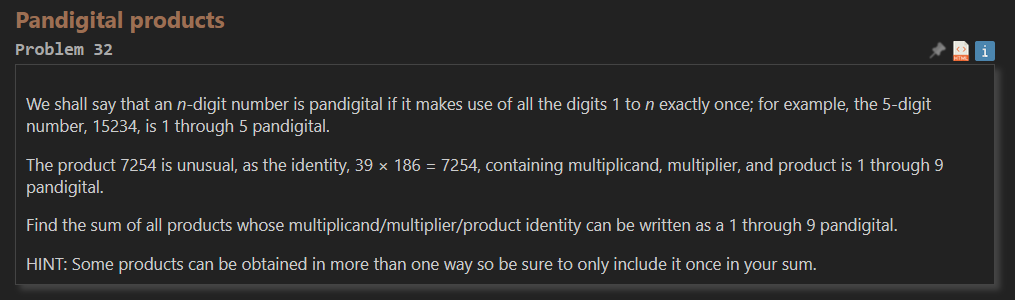 Pandigital products
Problem 32
HTML
i
We shall say that an n-digit number is pandigital if it makes use of all the digits 1 to n exactly once; for example, the 5-digit
number, 15234, is 1 through 5 pandigital.
The product 7254 is unusual, as the identity, 39 × 186 = 7254, containing multiplicand, multiplier, and product is 1 through 9
pandigital.
Find the sum of all products whose multiplicand/multiplier/product identity can be written as a 1 through 9 pandigital.
HINT: Some products can be obtained in more than one way so be sure to only include it once in your sum.